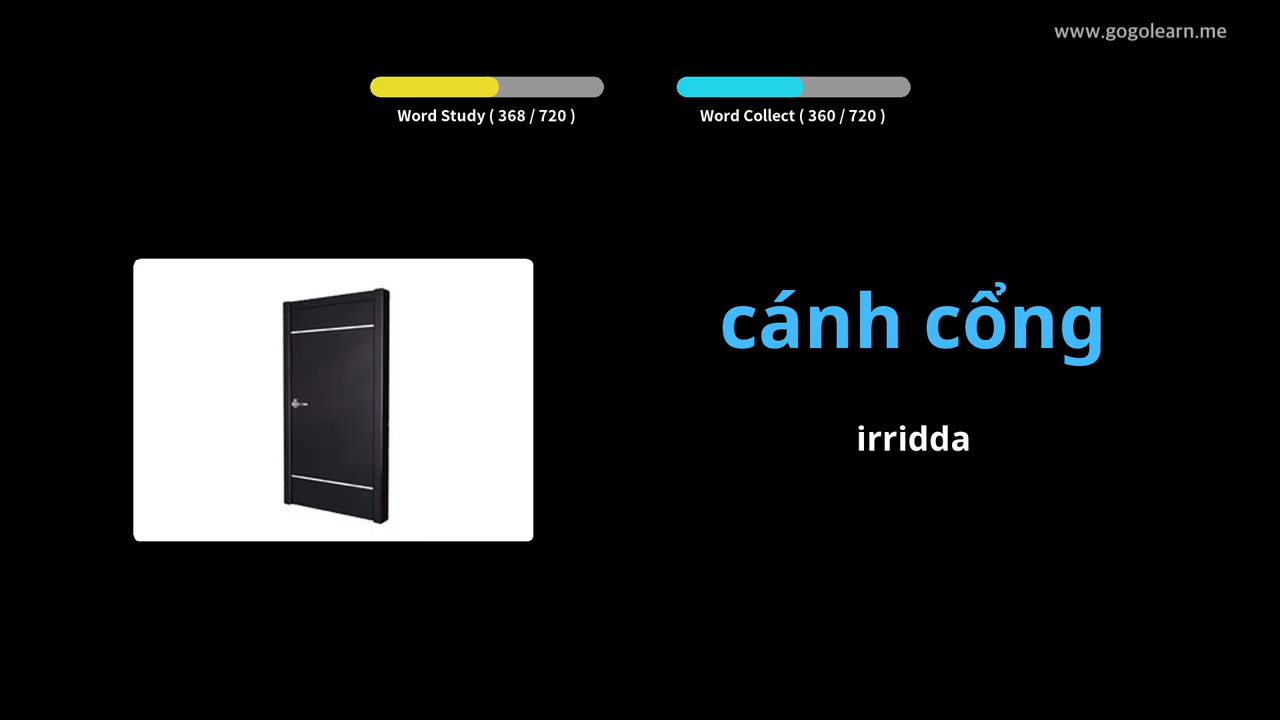 www.gogolearn.me
Word Study ( 368 / 720 )
Word Collect ( 360 / 720 )
cánh cổng
irridda